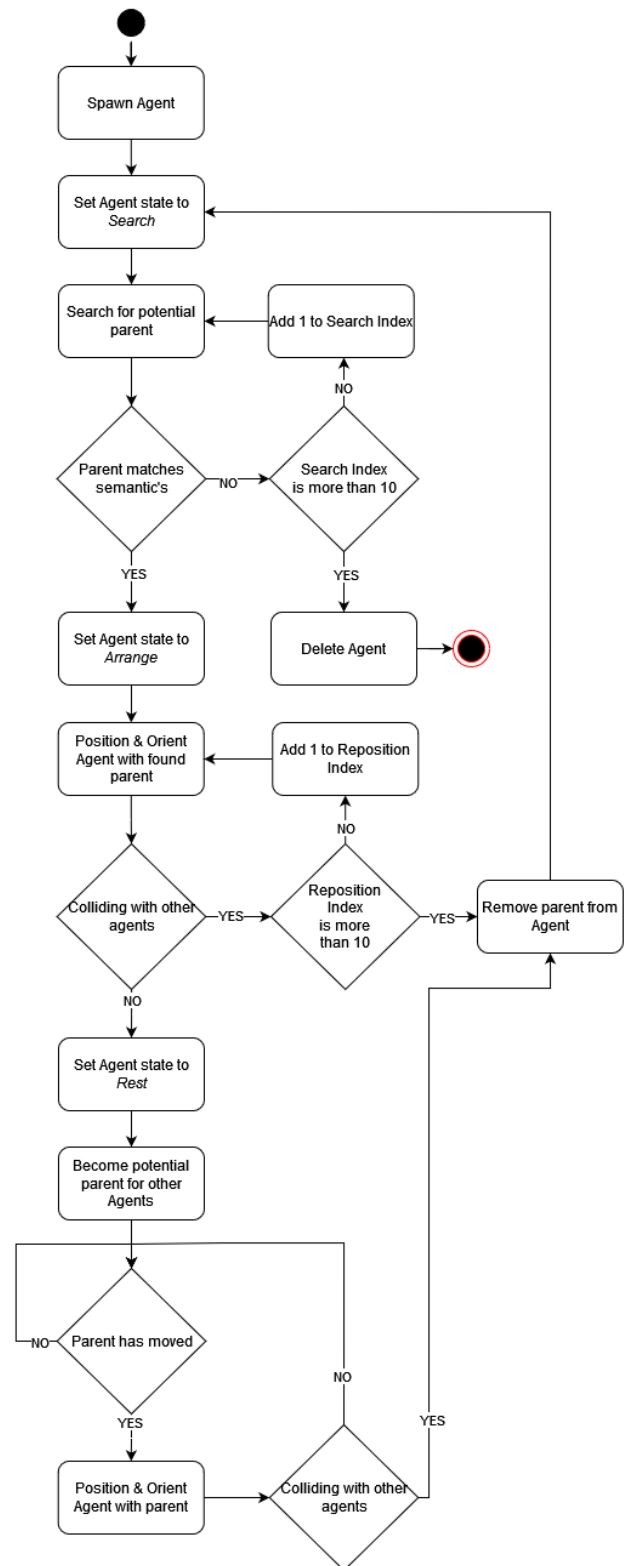 Spawn Agent
Set Agent state to
Search
Search for potential
parent
Add 1 to Search Index
NO
Parent matches
semantic's
NO
Search Index
is more than 10
YES
YES
Set Agent state to
Arrange
Delete Agent
Position & Orient
Agent with found
parent
Add 1 to Reposition
Index
NO
Colliding with other
agents
YES
Reposition
Index
is more
than 10
YES
Remove parent from
Agent
NO
Set Agent state to
Rest
Become potential
parent for other
Agents
NO
Parent has moved
NO
YES
YES
Position & Orient
Agent with parent
Colliding with other
agents